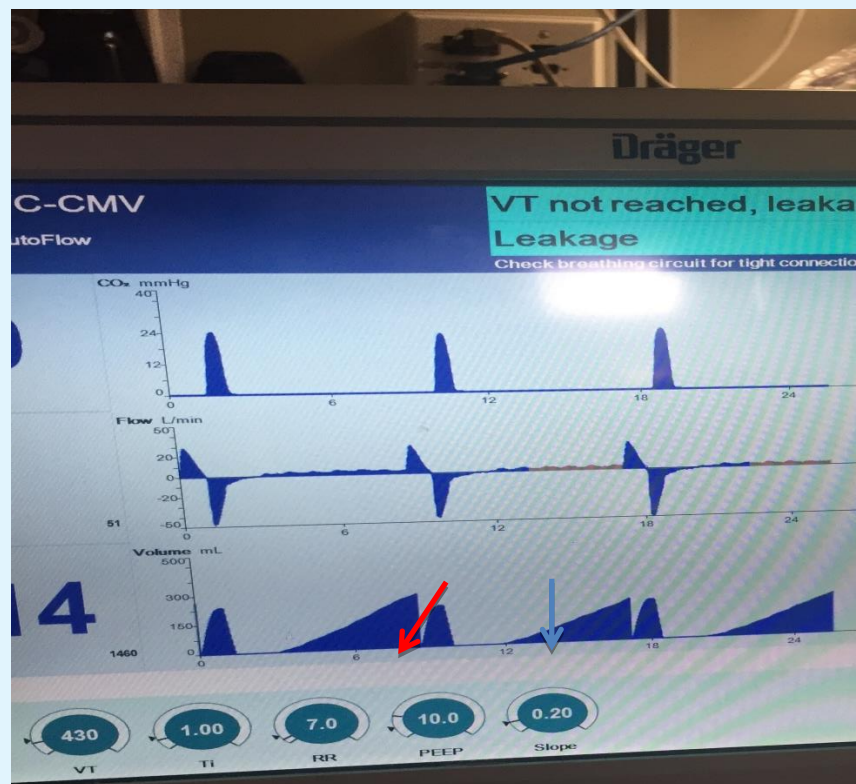 Dräger
C-CMV
VT not reached, leaka
utoFlow
Leakage
Check breathing circuit for tight connectio
CO₂ mmHg
40
24
12
0
0 6 12 18 24
Flow L/min
50
20
0
-20
-50
51
0 6 12 18 24
Volume mL
500
300
150
0
14
1460
0 6 12 18 24
430 1.00 7.0 10.0 0.20
VT Ti RR PEEP Slope